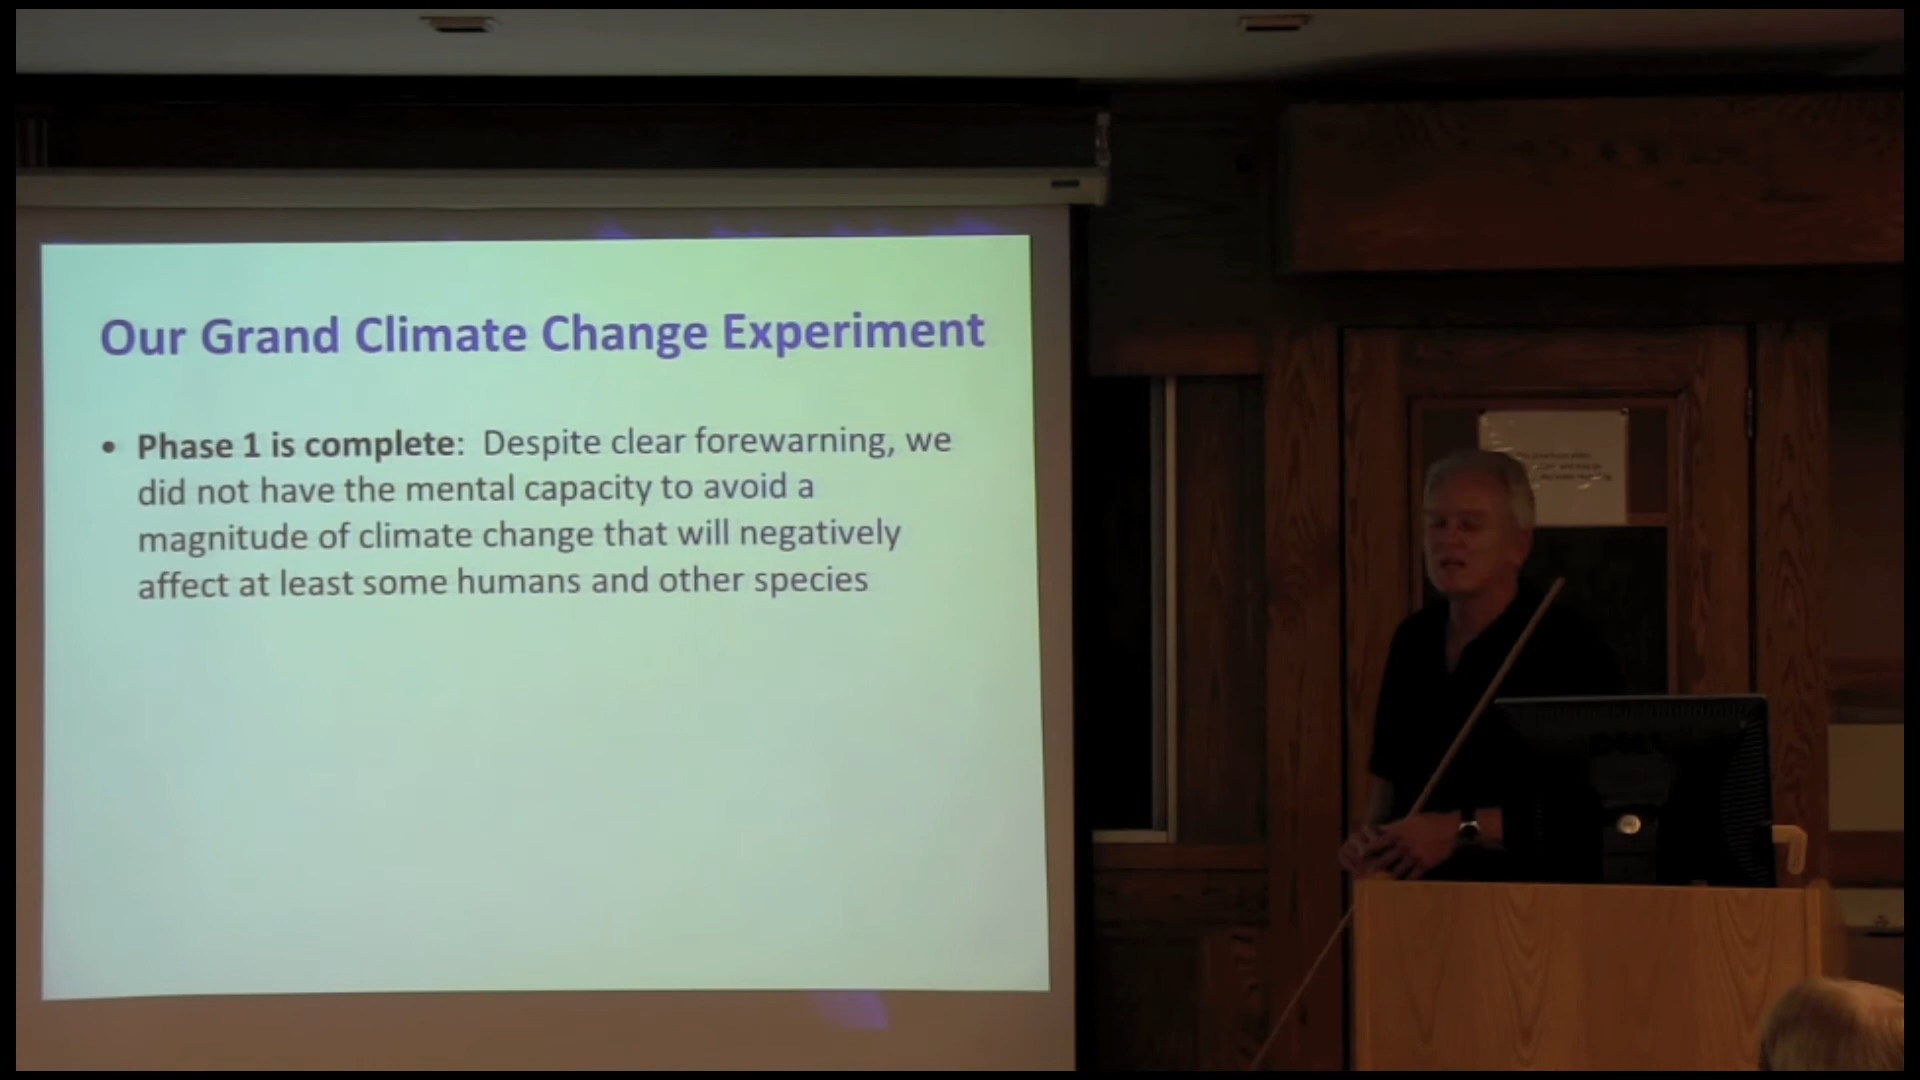 Our Grand Climate Change Experiment
• Phase 1 is complete: Despite clear forewarning, we
did not have the mental capacity to avoid a
magnitude of climate change that will negatively
affect at least some humans and other species